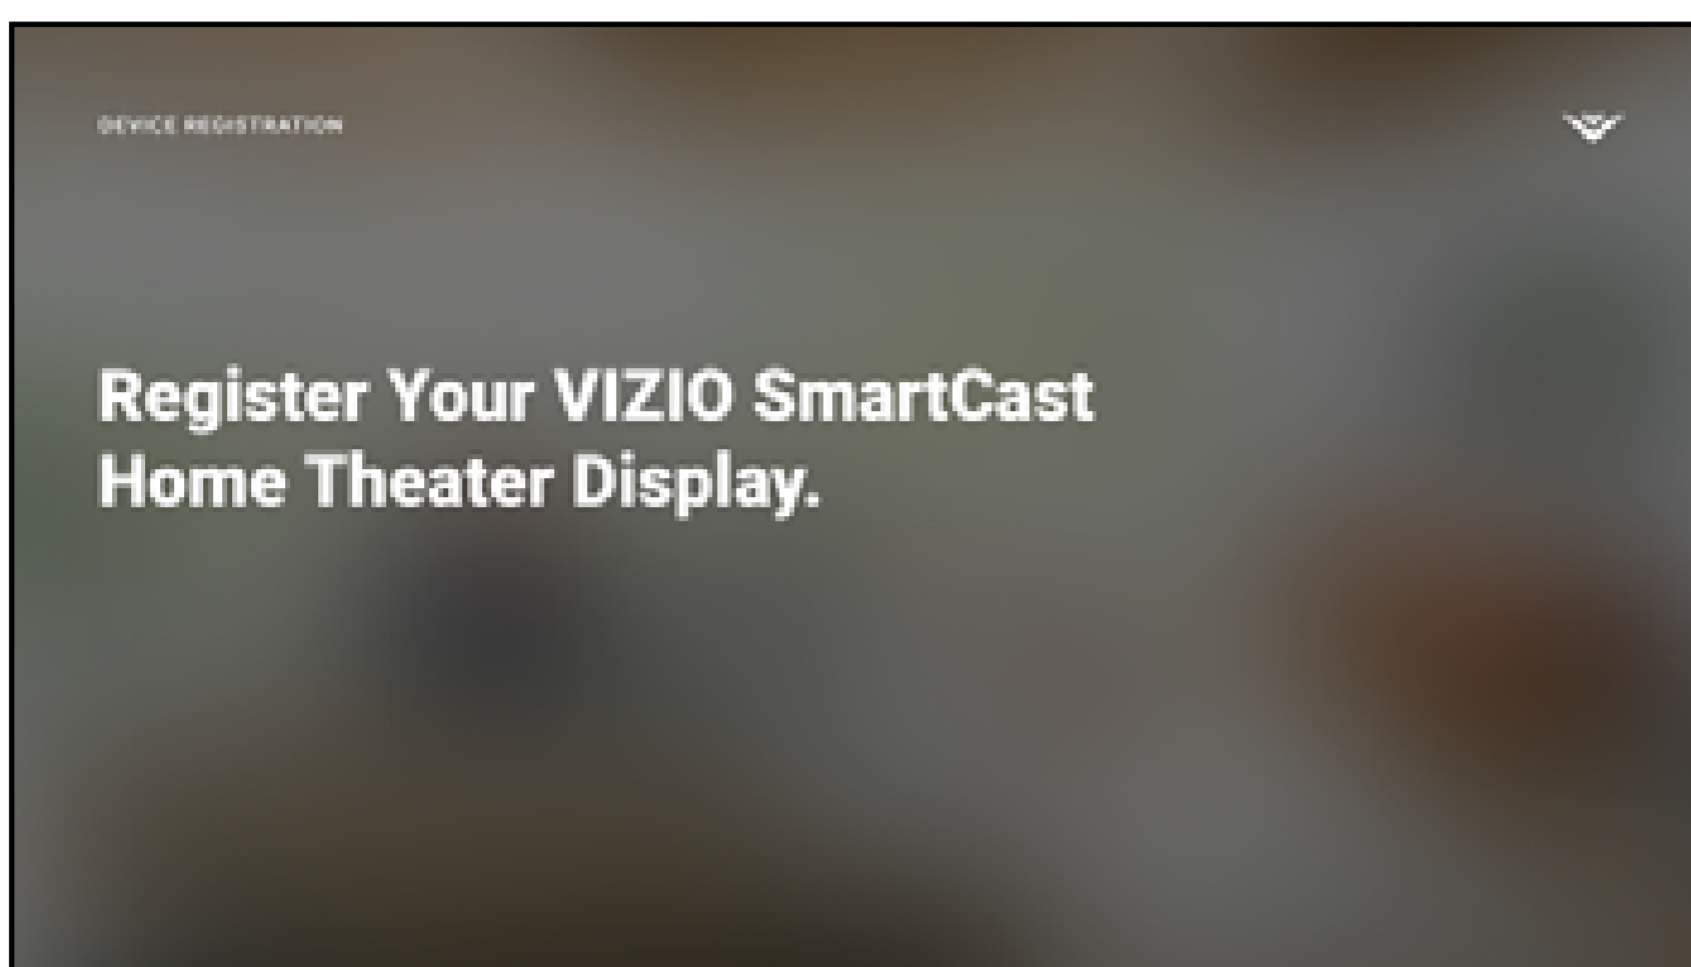 DEVICE REGISTRATION
Register Your VIZIO SmartCast
Home Theater Display.